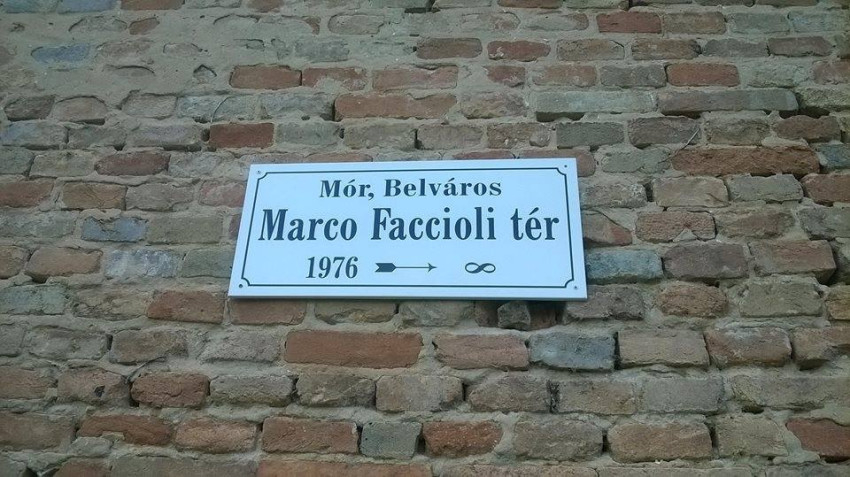 Mór, Belváros
Marco Faccioli tér
1976 → ∞